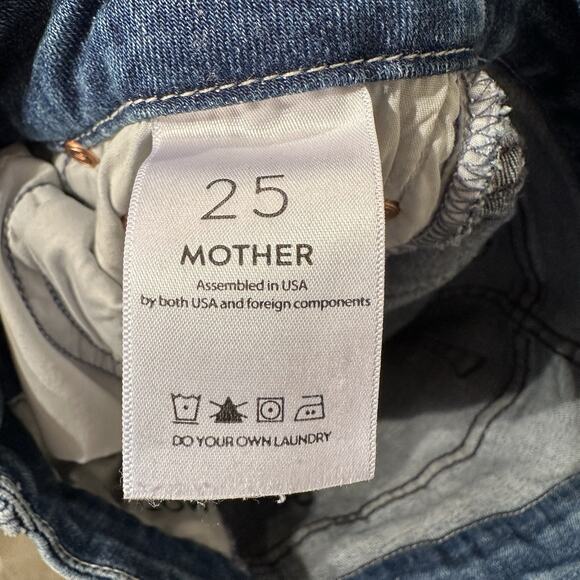 25
MOTHER
Assembled in USA
by both USA and foreign components
DO YOUR OWN LAUNDRY